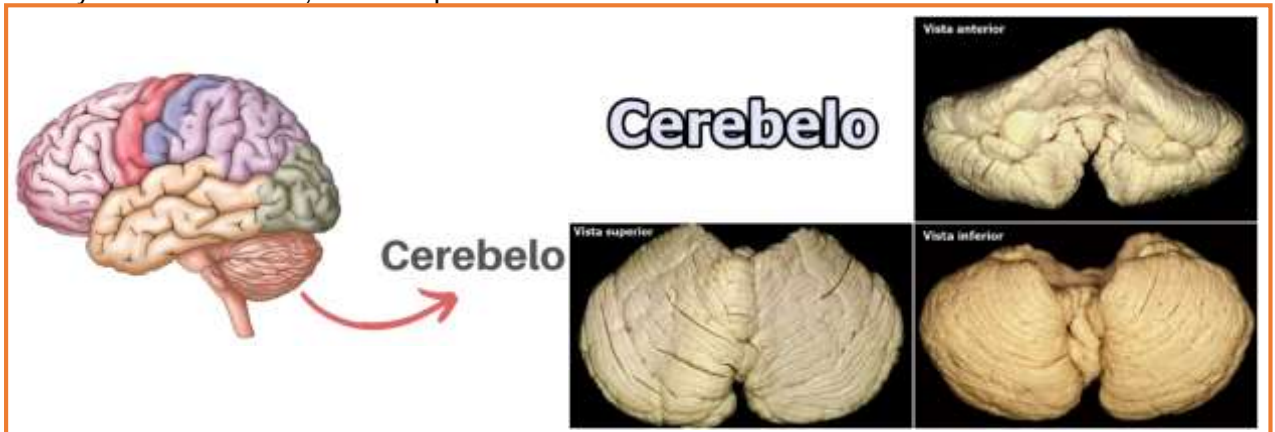 Cerebelo
Cerebelo
Vista anterior
Vista superior
Vista inferior